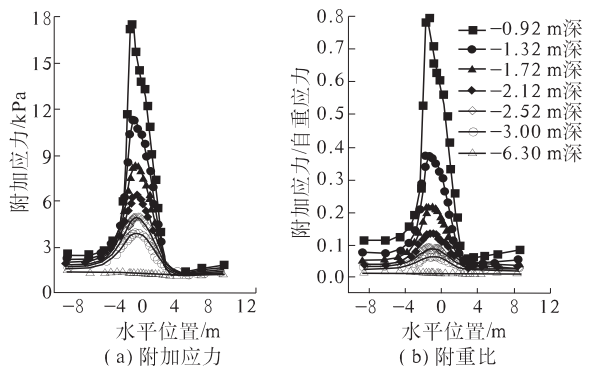 附加应力/kPa
18
15
12
9
6
3
0
-8 -4 0 4 8 12
水平位置/m
(a)附加应力
附加应力/自重应力
0.8
0.7
0.6
0.5
0.4
0.3
0.2
0.1
0.0
-8 -4 0 4 8 12
水平位置/m
(b)附重比
-0.92 m深
-1.32 m深
-1.72 m深
-2.12 m深
-2.52 m深
-3.00 m深
-6.30 m深